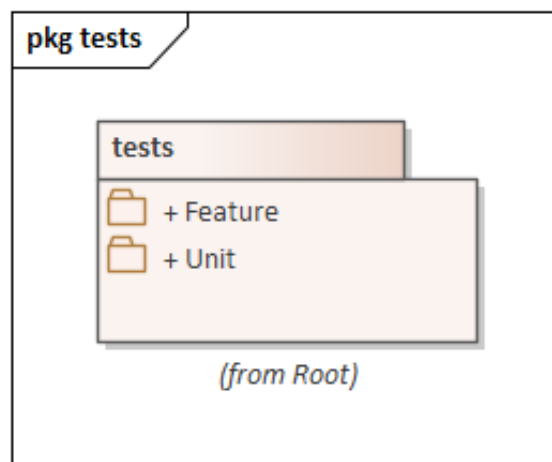 pkg tests
tests
+ Feature
+ Unit
(from Root)